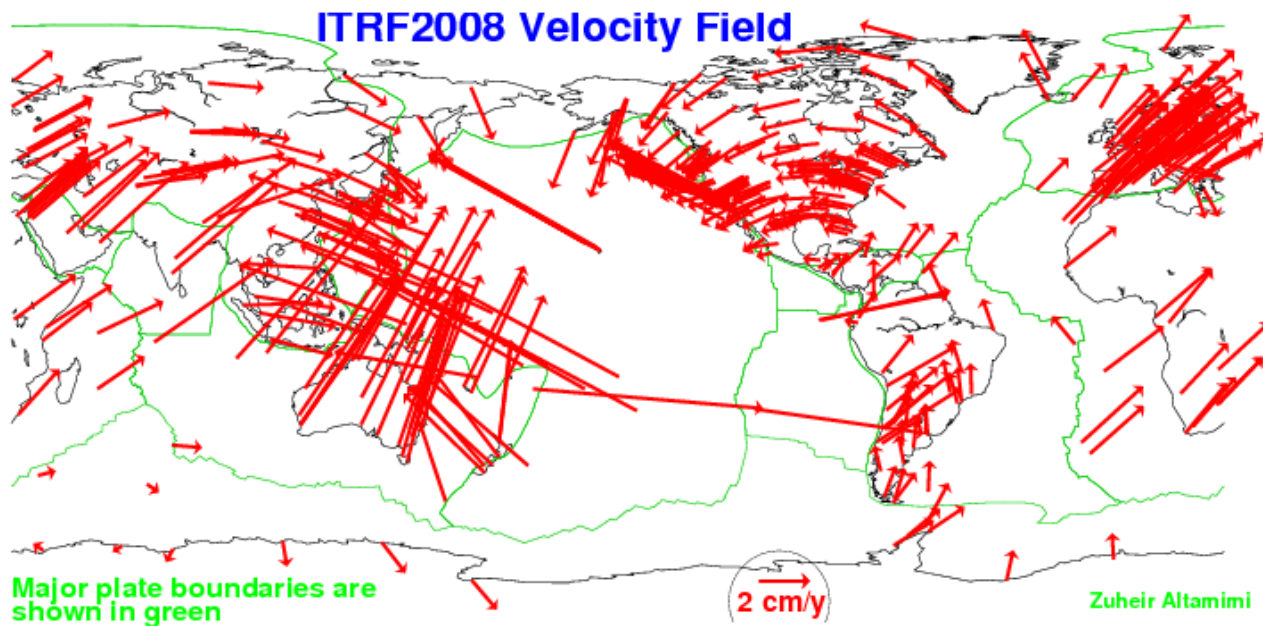 ITRF2008 Velocity Field
Major plate boundaries are
shown in green
2 cm/y
Zuheir Altamimi